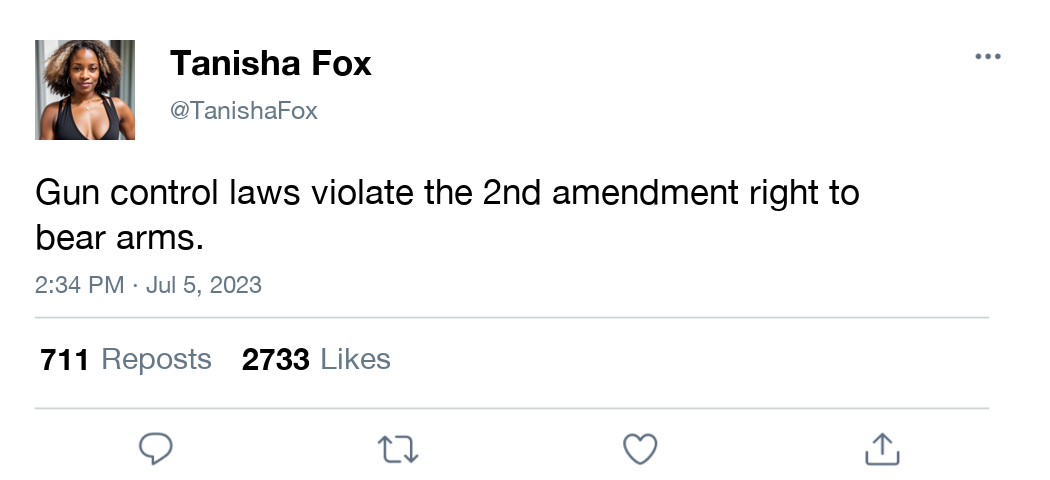 Tanisha Fox
@TanishaFox
Gun control laws violate the 2nd amendment right to
bear arms.
2:34 PM · Jul 5, 2023
711 Reposts 2733 Likes